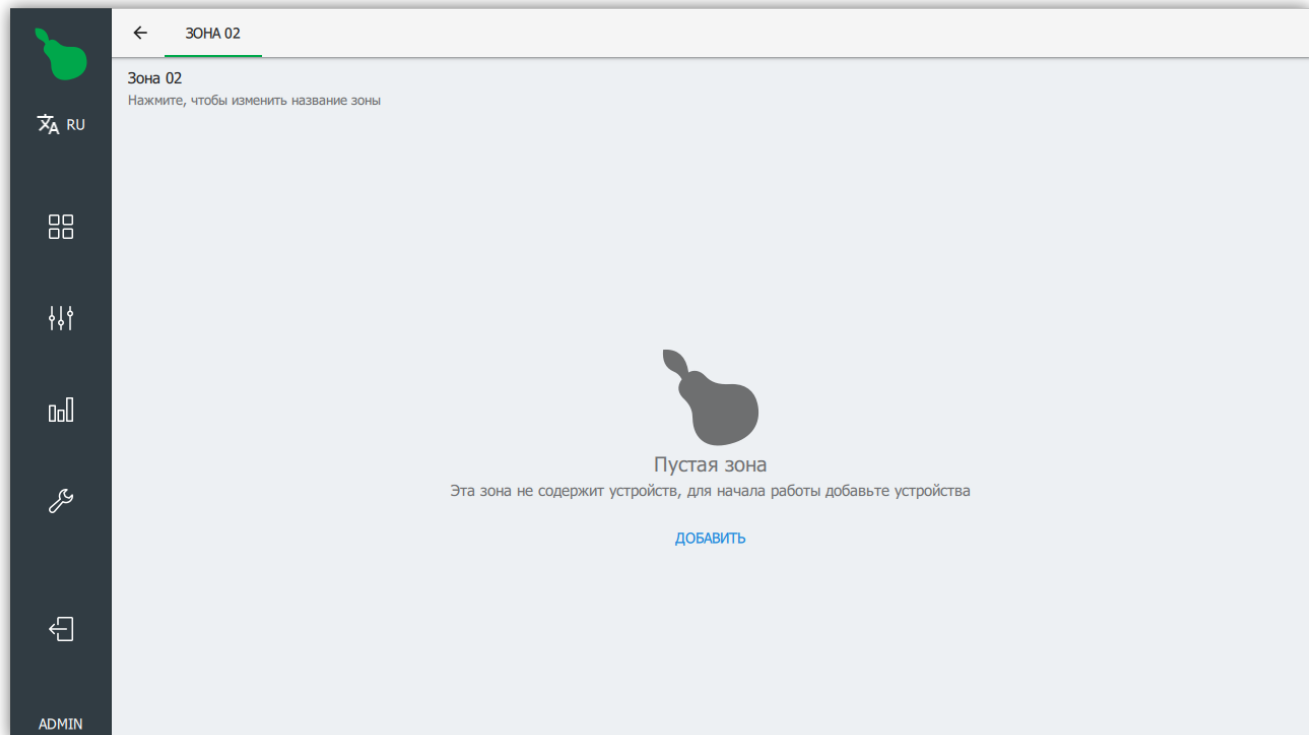 ЗОНА 02
Зона 02
Нажмите, чтобы изменить название зоны
RU
Пустая зона
Эта зона не содержит устройств, для начала работы добавьте устройства
ДОБАВИТЬ
ADMIN